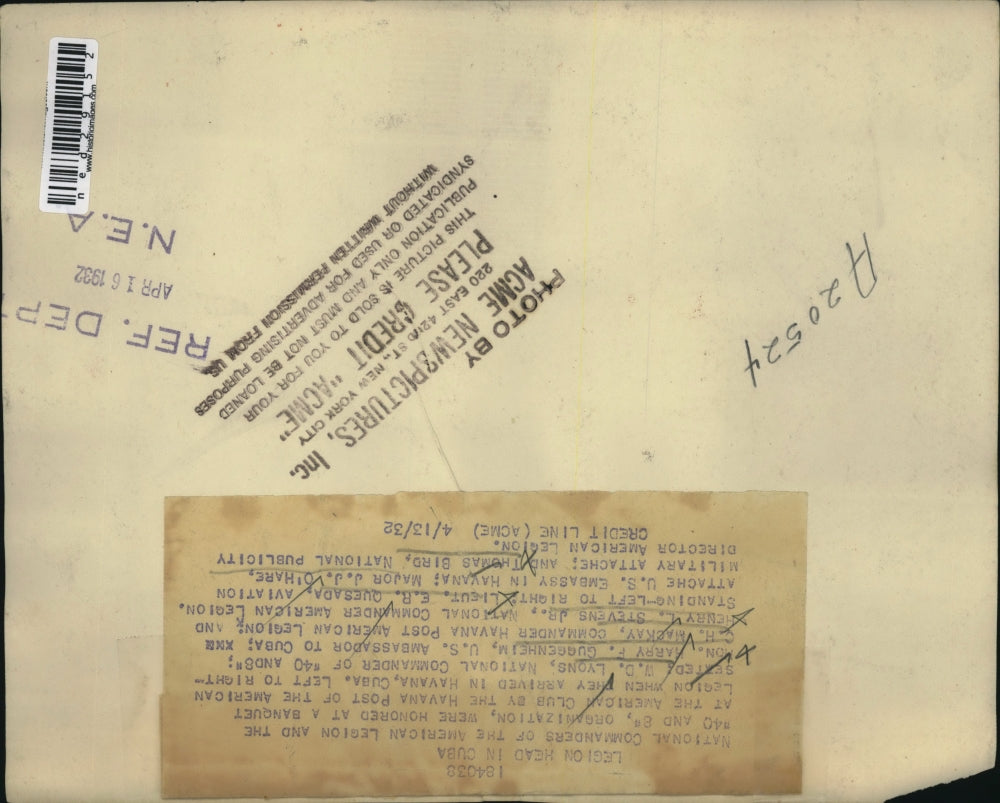 184038
LEGION HEAD IN CUBA
NATIONAL COMMANDERS OF THE AMERICAN LEGION AND THE
"40 AND 8", ORGANIZATION, WERE HONORED AT A BANQUET
AT THE AMERICAN CLUB BY THE HAVANA POST OF THE AMERICAN
LEGION WHEN THEY ARRIVED IN HAVANA, CUBA. LEFT TO RIGHT-
SEATED, W.D. LYONS, NATIONAL COMMANDER OF "40 AND 8";
HON. HARRY F. GUGGENHEIM, U.S. AMBASSADOR TO CUBA; XXX
C.H. MACKAY, COMMANDER HAVANA POST AMERICAN LEGION; AND
HENRY L. STEVENS JR., NATIONAL COMMANDER AMERICAN LEGION.
STANDING-LEFT TO RIGHT, LIEUT. E.R. QUESADA, AVIATION
ATTACHE U.S. EMBASSY IN HAVANA; MAJOR J.J. O'HARE,
MILITARY ATTACHE; AND THOMAS BIRD, NATIONAL PUBLICITY
DIRECTOR AMERICAN LEGION.
CREDIT LINE (ACME) 4/13/32
PHOTO BY
ACME NEWSPICTURES, Inc.
220 EAST 42ND ST., NEW YORK CITY
PLEASE CREDIT "ACME"
THIS PICTURE IS SOLD TO YOU FOR YOUR
PUBLICATION ONLY AND MUST NOT BE LOANED
SYNDICATED OR USED FOR ADVERTISING PURPOSES
WITHOUT WRITTEN PERMISSION FROM US
REF. DEPT
APR 16 1932
N.E.A
A20524
www.historicimages.com
ned29152